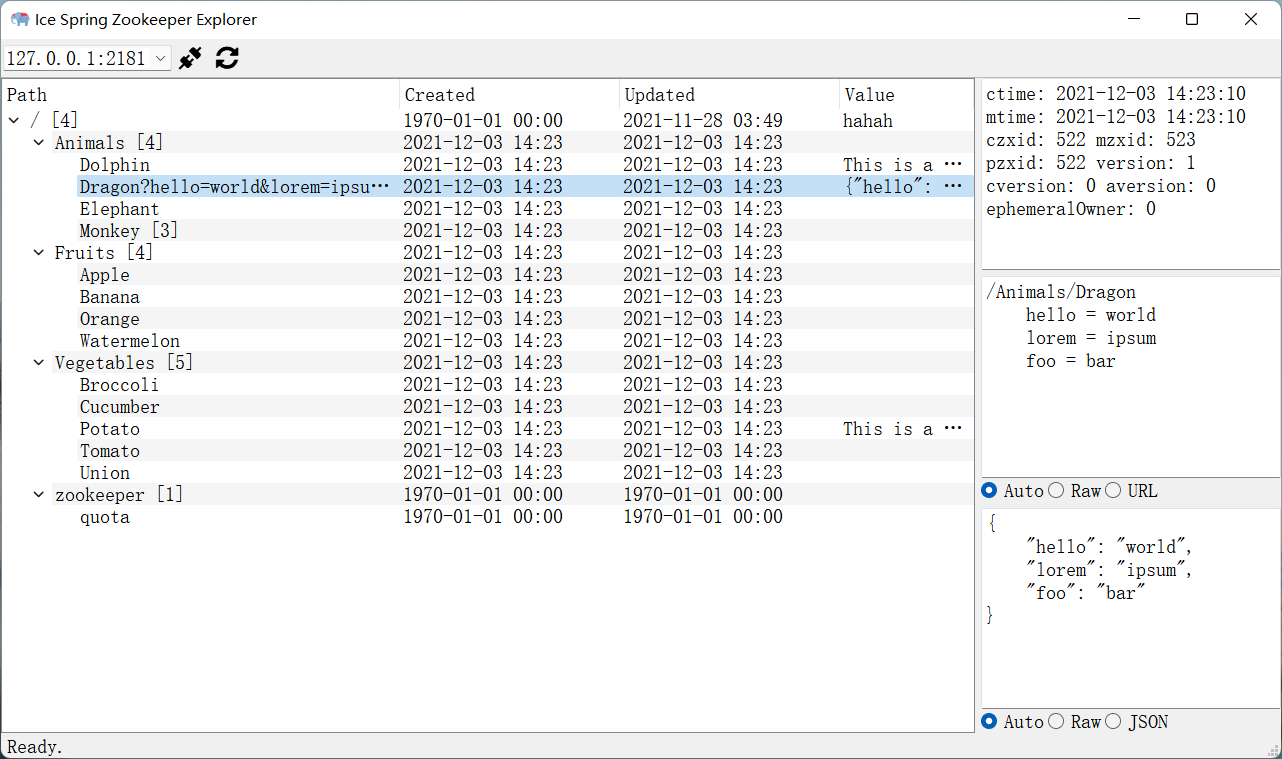 Ice Spring Zookeeper Explorer
127.0.0.1:2181
Path Created Updated Value
/ [4] 1970-01-01 00:00 2021-11-28 03:49 hahah
Animals [4] 2021-12-03 14:23 2021-12-03 14:23
Dolphin 2021-12-03 14:23 2021-12-03 14:23 This is a ···
Dragon?hello=world&lorem=ipsu··· 2021-12-03 14:23 2021-12-03 14:23 {"hello": ···
Elephant 2021-12-03 14:23 2021-12-03 14:23
Monkey [3] 2021-12-03 14:23 2021-12-03 14:23
Fruits [4] 2021-12-03 14:23 2021-12-03 14:23
Apple 2021-12-03 14:23 2021-12-03 14:23
Banana 2021-12-03 14:23 2021-12-03 14:23
Orange 2021-12-03 14:23 2021-12-03 14:23
Watermelon 2021-12-03 14:23 2021-12-03 14:23
Vegetables [5] 2021-12-03 14:23 2021-12-03 14:23
Broccoli 2021-12-03 14:23 2021-12-03 14:23
Cucumber 2021-12-03 14:23 2021-12-03 14:23
Potato 2021-12-03 14:23 2021-12-03 14:23 This is a ···
Tomato 2021-12-03 14:23 2021-12-03 14:23
Union 2021-12-03 14:23 2021-12-03 14:23
zookeeper [1] 1970-01-01 00:00 1970-01-01 00:00
quota 1970-01-01 00:00 1970-01-01 00:00
ctime: 2021-12-03 14:23:10
mtime: 2021-12-03 14:23:10
czxid: 522 mzxid: 523
pzxid: 522 version: 1
cversion: 0 aversion: 0
ephemeralOwner: 0
/Animals/Dragon
hello = world
lorem = ipsum
foo = bar
Auto Raw URL
{
"hello": "world",
"lorem": "ipsum",
"foo": "bar"
}
Auto Raw JSON
Ready.